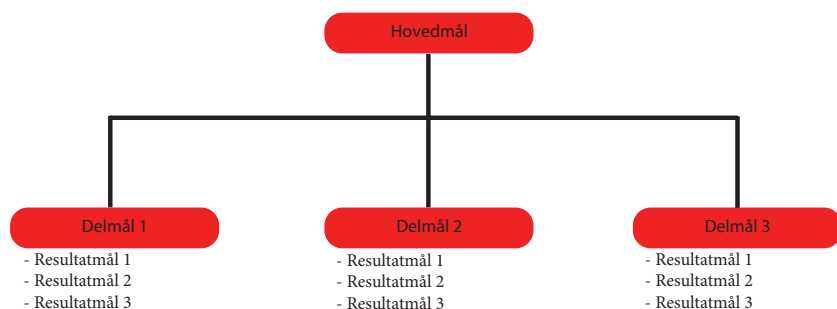 Hovedmål
Delmål 1
- Resultatmål 1
- Resultatmål 2
- Resultatmål 3
Delmål 2
- Resultatmål 1
- Resultatmål 2
- Resultatmål 3
Delmål 3
- Resultatmål 1
- Resultatmål 2
- Resultatmål 3